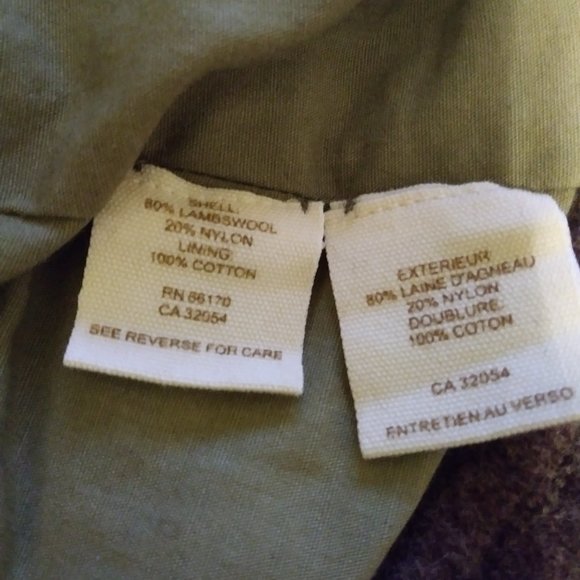 SHELL:
80% LAMBSWOOL
20% NYLON
LINING:
100% COTTON
RN 66170
CA 32054
SEE REVERSE FOR CARE
EXTERIEUR
80% LAINE D'AGNEAU
20% NYLON
DOUBLURE:
100% COTON
CA 32054
ENTRETIEN AU VERSO